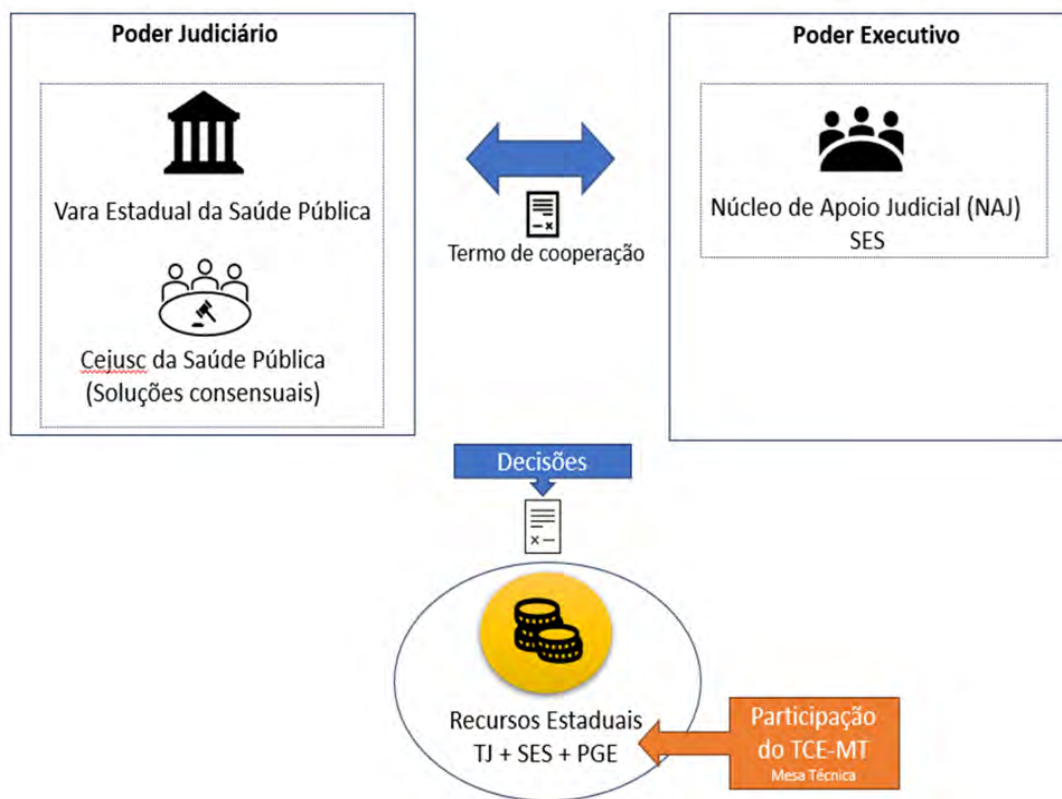 Poder Judiciário
Vara Estadual da Saúde Pública
Cejusc da Saúde Pública
(Soluções consensuais)
Termo de cooperação
Poder Executivo
Núcleo de Apoio Judicial (NAJ)
SES
Decisões
Recursos Estaduais
TJ + SES + PGE
Participação
do TCE-MT
Mesa Técnica